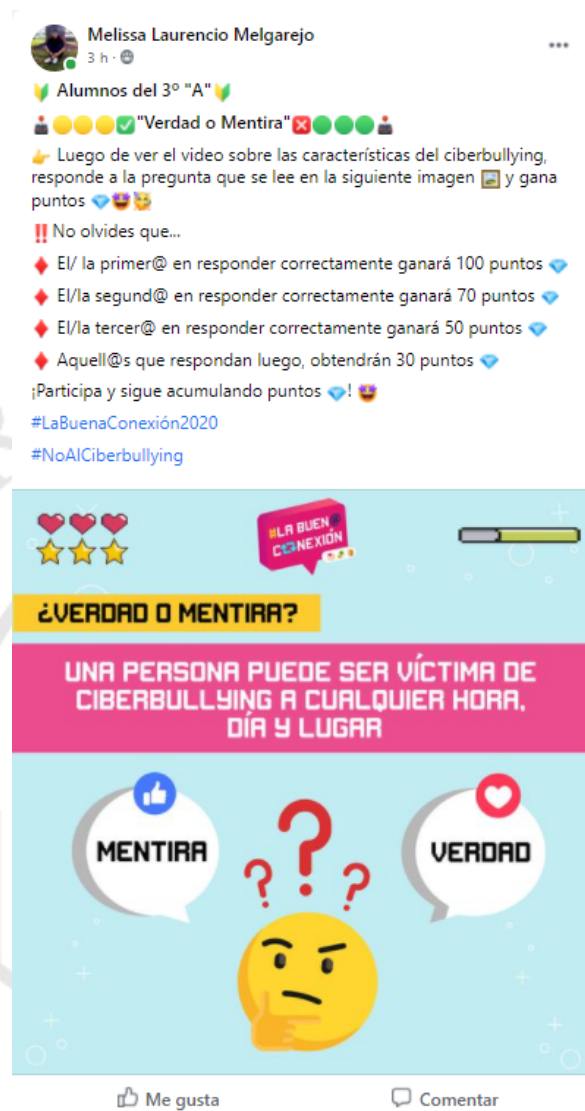 Melissa Laurencio Melgarejo
3 h ·
🔰 Alumnos del 3º "A"🔰
🕹️🟡🟡🟡✅"Verdad o Mentira"❎🟢🟢🟢🕹️
👉 Luego de ver el video sobre las características del ciberbullying,
responde a la pregunta que se lee en la siguiente imagen 🖼️ y gana
puntos 💎🤩🥳
‼️No olvides que...
♦️ El/ la primer@ en responder correctamente ganará 100 puntos 💎
♦️ El/la segund@ en responder correctamente ganará 70 puntos 💎
♦️ El/la tercer@ en responder correctamente ganará 50 puntos 💎
♦️ Aquell@s que respondan luego, obtendrán 30 puntos 💎
¡Participa y sigue acumulando puntos 💎! 🤩
#LaBuenaConexión2020
#NoAlCiberbullying
#LA BUEN@
CONEXIÓN
¿VERDAD O MENTIRA?
UNA PERSONA PUEDE SER VÍCTIMA DE
CIBERBULLYING A CUALQUIER HORA,
DÍA Y LUGAR
MENTIRA
VERDAD
Me gusta
Comentar